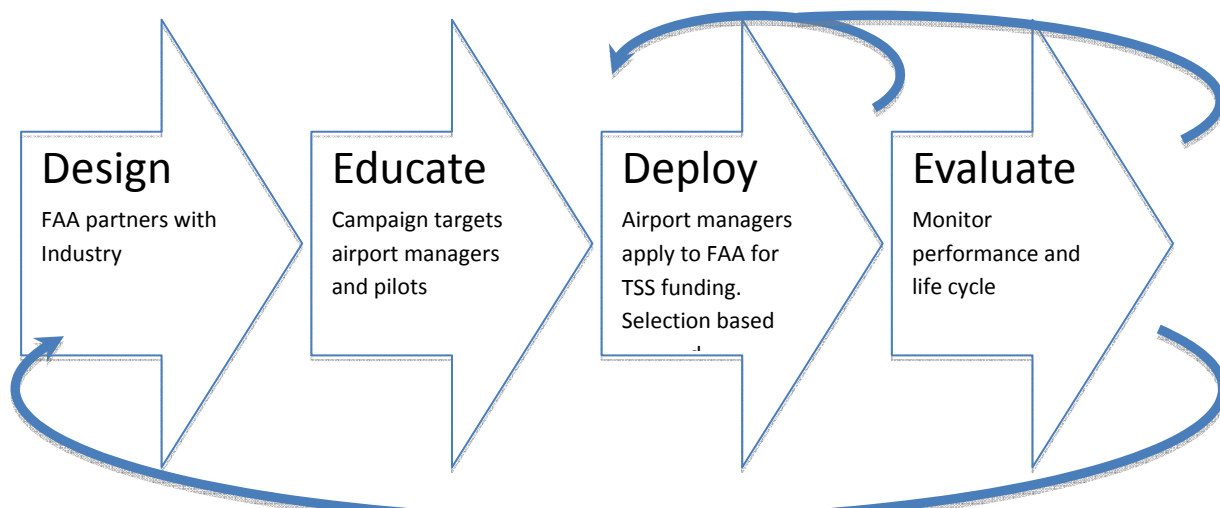 Design
FAA partners with
Industry
Educate
Campaign targets
airport managers
and pilots
Deploy
Airport managers
apply to FAA for
TSS funding.
Selection based
Evaluate
Monitor
performance and
life cycle